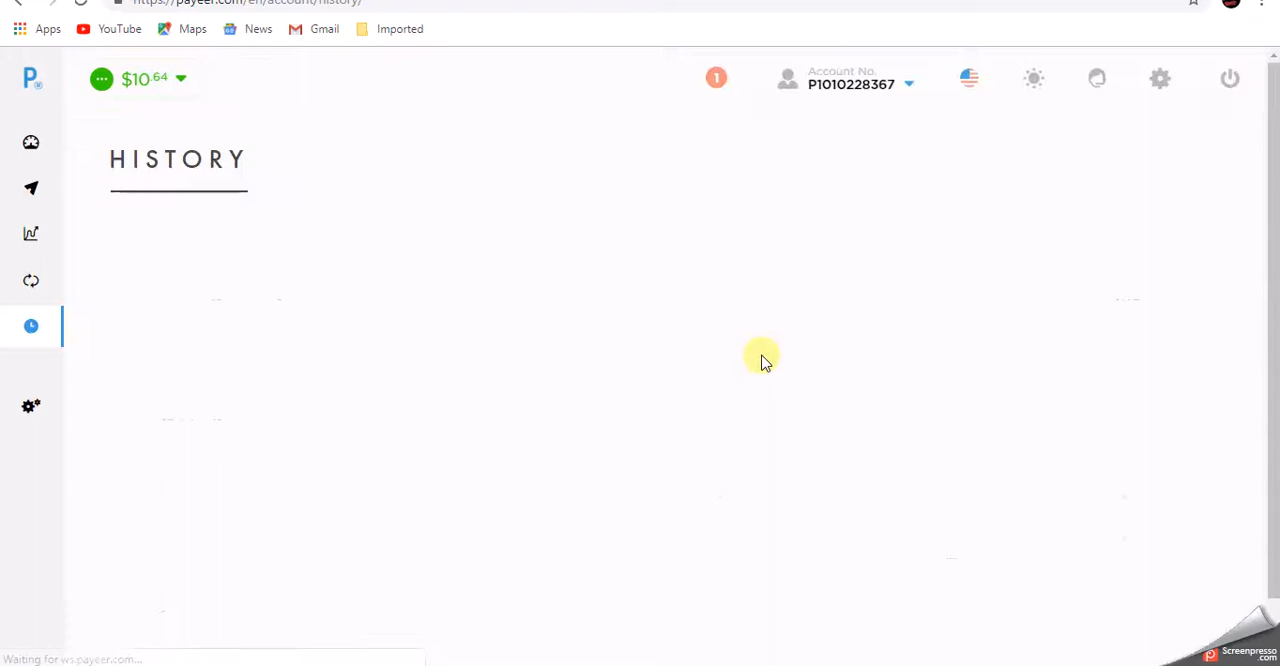 https://payeer.com/en/account/history/
Apps YouTube Maps News Gmail Imported
P $10.64 1 Account No.
P1010228367
HISTORY
Waiting for ws.payeer.com...
Screenpresso
.com